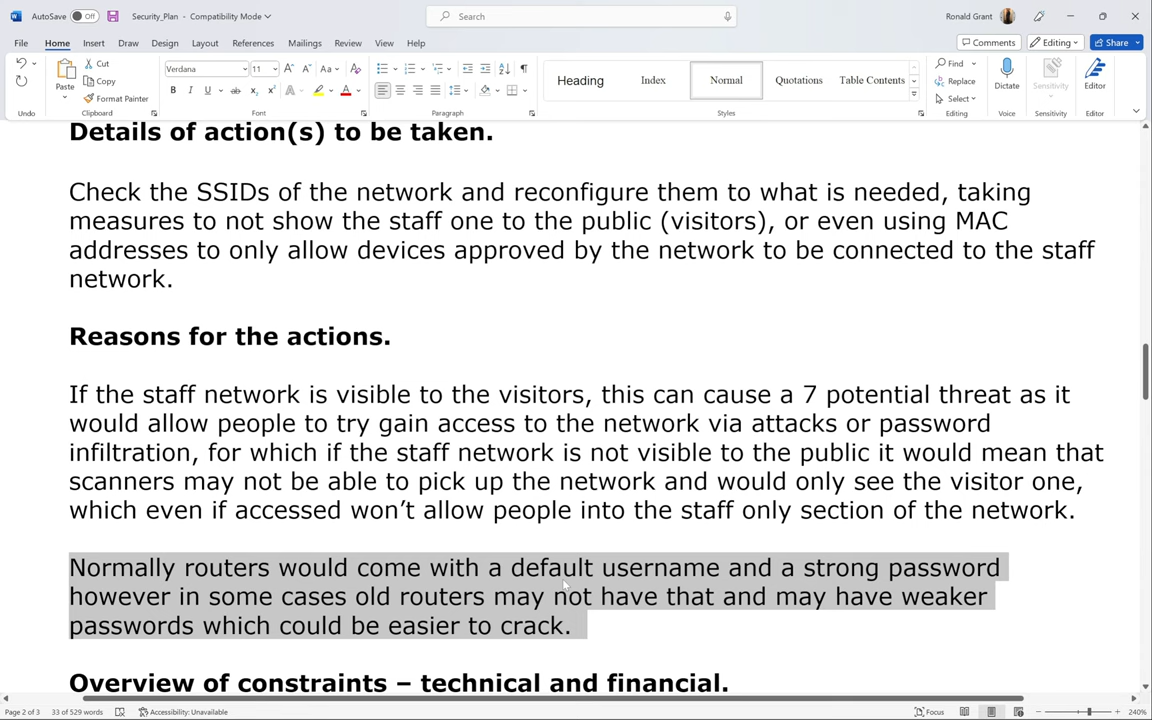 AutoSave Off Security_Plan - Compatibility Mode Search Ronald Grant
File Home Insert Draw Design Layout References Mailings Review View Help Comments Editing Share
Undo
Paste Cut Copy Format Painter
Clipboard
Verdana 11 Aa
B I U ab x₂ x² A A
Font
Paragraph
Heading Index Normal Quotations Table Contents
Styles
Find Replace Select
Editing
Dictate
Voice
Sensitivity
Sensitivity
Editor
Editor
Details of action(s) to be taken.
Check the SSIDs of the network and reconfigure them to what is needed, taking
measures to not show the staff one to the public (visitors), or even using MAC
addresses to only allow devices approved by the network to be connected to the staff
network.
Reasons for the actions.
If the staff network is visible to the visitors, this can cause a 7 potential threat as it
would allow people to try gain access to the network via attacks or password
infiltration, for which if the staff network is not visible to the public it would mean that
scanners may not be able to pick up the network and would only see the visitor one,
which even if accessed won’t allow people into the staff only section of the network.
Normally routers would come with a default username and a strong password
however in some cases old routers may not have that and may have weaker
passwords which could be easier to crack.
Overview of constraints – technical and financial.
Page 2 of 3 33 of 529 words Accessibility: Unavailable Focus 240%